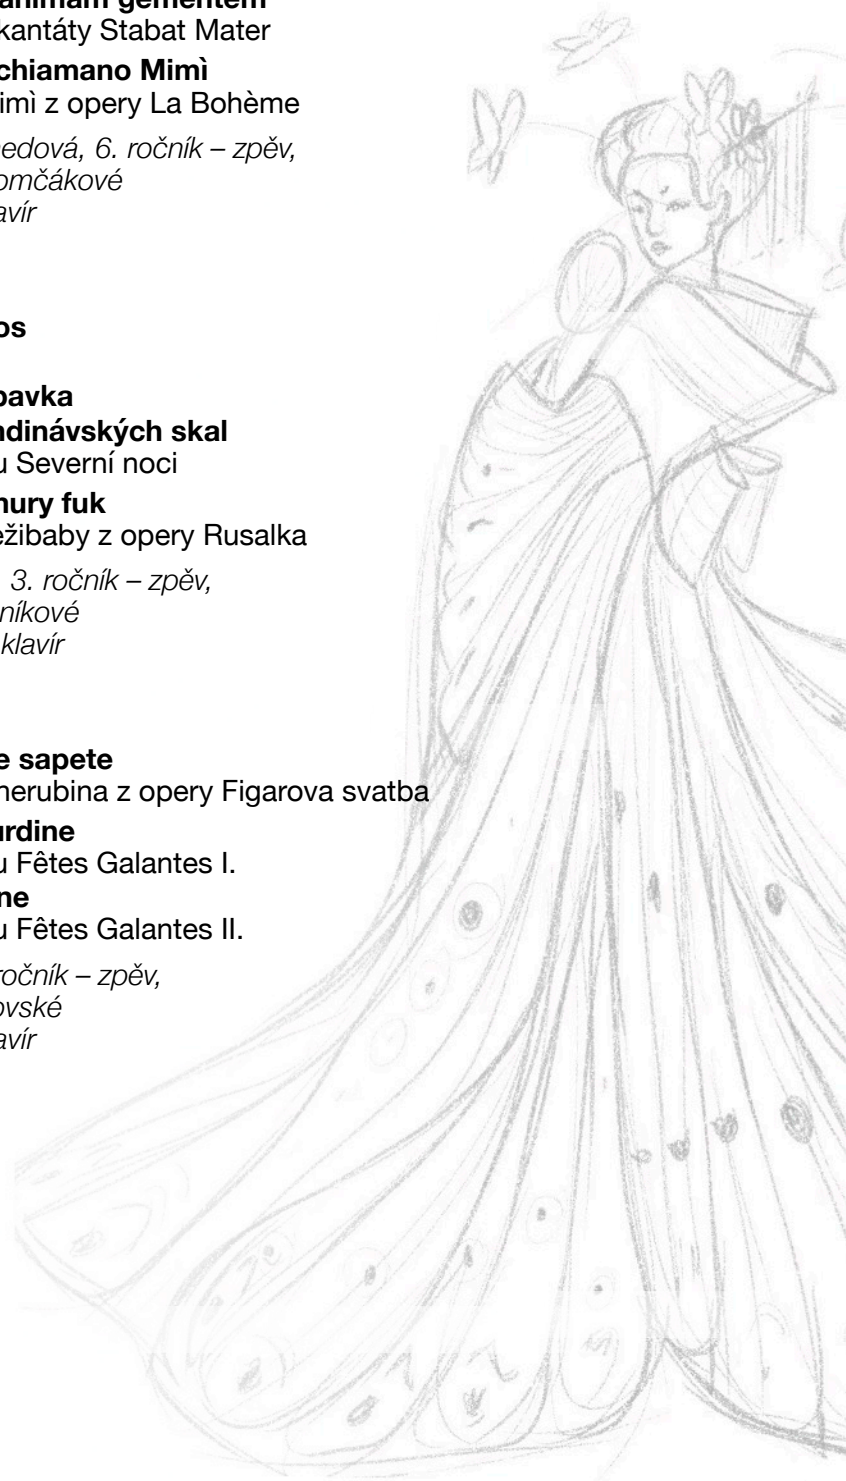 animam gementem
kantáty Stabat Mater
chiamano Mimì
imì z opery La Bohème
edová, 6. ročník – zpěv,
omčákové
avír
os
bavka
ndinávských skal
u Severní noci
mury fuk
ežibaby z opery Rusalka
3. ročník – zpěv,
níkové
klavír
e sapete
herubina z opery Figarova svatba
urdine
u Fêtes Galantes I.
ne
u Fêtes Galantes II.
ročník – zpěv,
ovské
avír